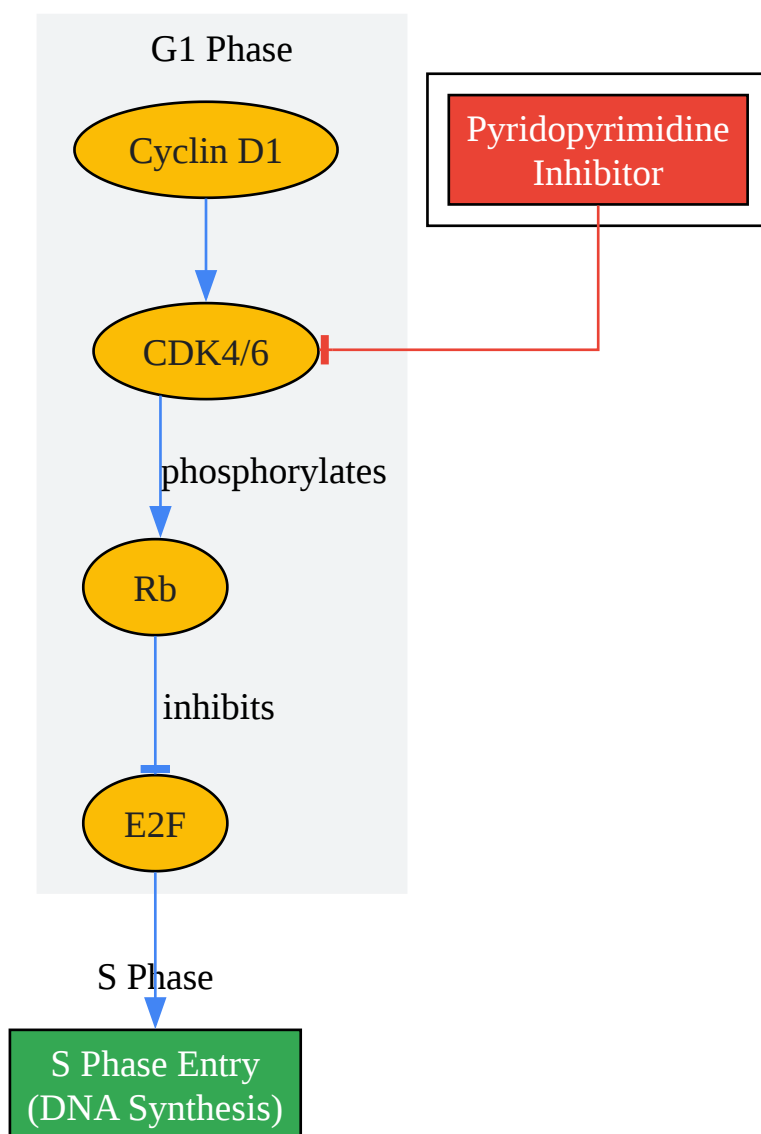 G1 Phase
Cyclin D1
Pyridopyrimidine
Inhibitor
CDK4/6
phosphorylates
Rb
inhibits
E2F
S Phase
S Phase Entry
(DNA Synthesis)